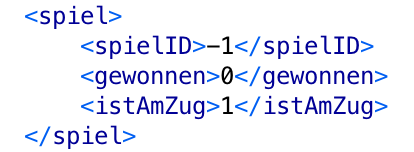 <spiel>
    <spielID>-1</spielID>
    <gewonnen>0</gewonnen>
    <istAmZug>1</istAmZug>
</spiel>